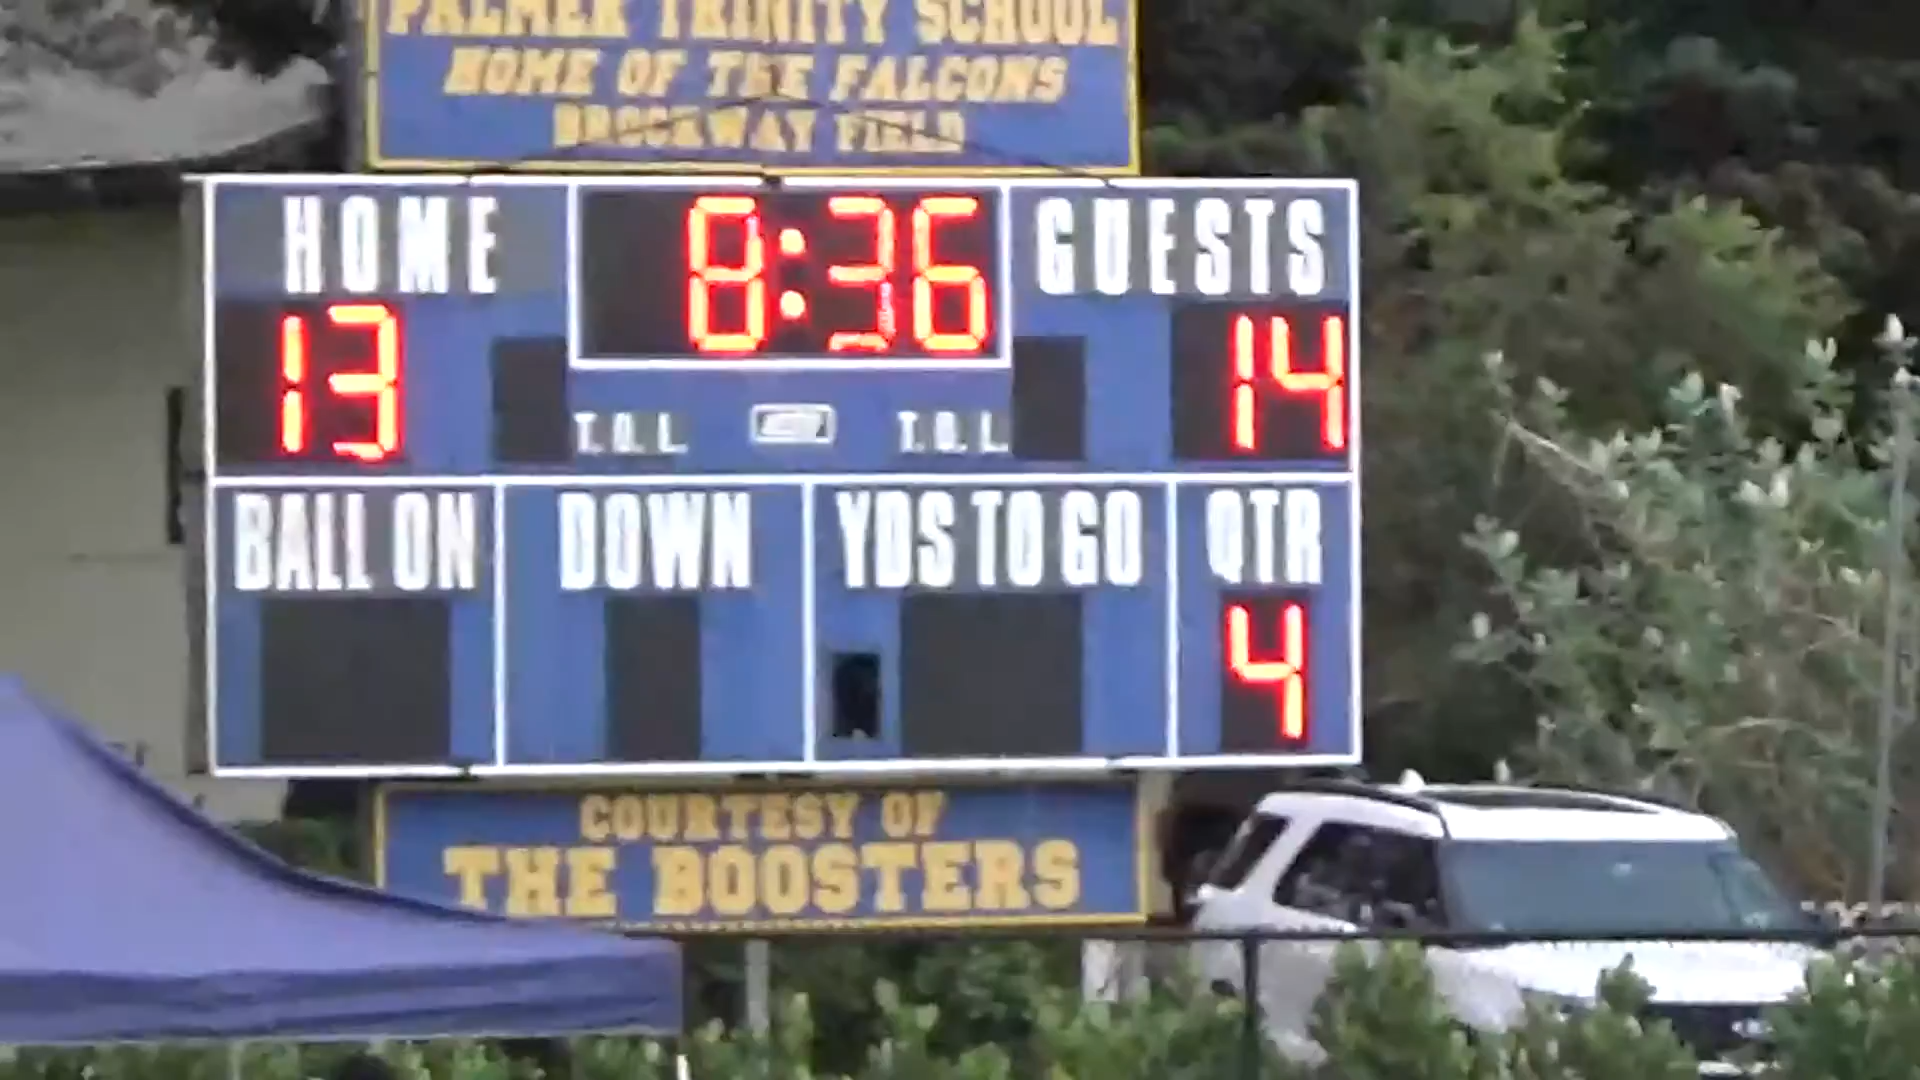 PALMER TRINITY SCHOOL
HOME OF THE FALCONS
BROCKWAY FIELD
HOME 8:36 GUESTS
13 14
T.O.L. T.O.L.
BALL ON DOWN YDS TO GO QTR
4
COURTESY OF
THE BOOSTERS